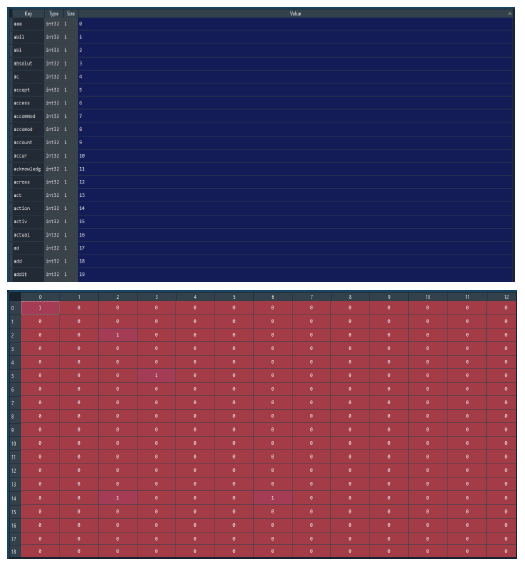 Key Type Size Value
int32 1 0
abil int32 1 1
abl int32 1 2
absolut int32 1 3
ac int32 1 4
accept int32 1 5
access int32 1 6
accommod int32 1 7
accomod int32 1 8
account int32 1 9
accur int32 1 10
acknowledg int32 1 11
across int32 1 12
act int32 1 13
action int32 1 14
activ int32 1 15
actual int32 1 16
ad int32 1 17
add int32 1 18
addit int32 1 19
0 1 2 3 4 5 6 7 8 9 10 11 12
0 1 0 0 0 0 0 0 0 0 0 0 0 0
1 0 0 0 0 0 0 0 0 0 0 0 0 0
2 0 0 1 0 0 0 0 0 0 0 0 0 0
3 0 0 0 0 0 0 0 0 0 0 0 0 0
4 0 0 0 0 0 0 0 0 0 0 0 0 0
5 0 0 0 1 0 0 0 0 0 0 0 0 0
6 0 0 0 0 0 0 0 0 0 0 0 0 0
7 0 0 0 0 0 0 0 0 0 0 0 0 0
8 0 0 0 0 0 0 0 0 0 0 0 0 0
9 0 0 0 0 0 0 0 0 0 0 0 0 0
10 0 0 0 0 0 0 0 0 0 0 0 0 0
11 0 0 0 0 0 0 0 0 0 0 0 0 0
12 0 0 0 0 0 0 0 0 0 0 0 0 0
13 0 0 0 0 0 0 0 0 0 0 0 0 0
14 0 0 1 0 0 0 1 0 0 0 0 0 0
15 0 0 0 0 0 0 0 0 0 0 0 0 0
16 0 0 0 0 0 0 0 0 0 0 0 0 0
17 0 0 0 0 0 0 0 0 0 0 0 0 0
18 0 0 0 0 0 0 0 0 0 0 0 0 0